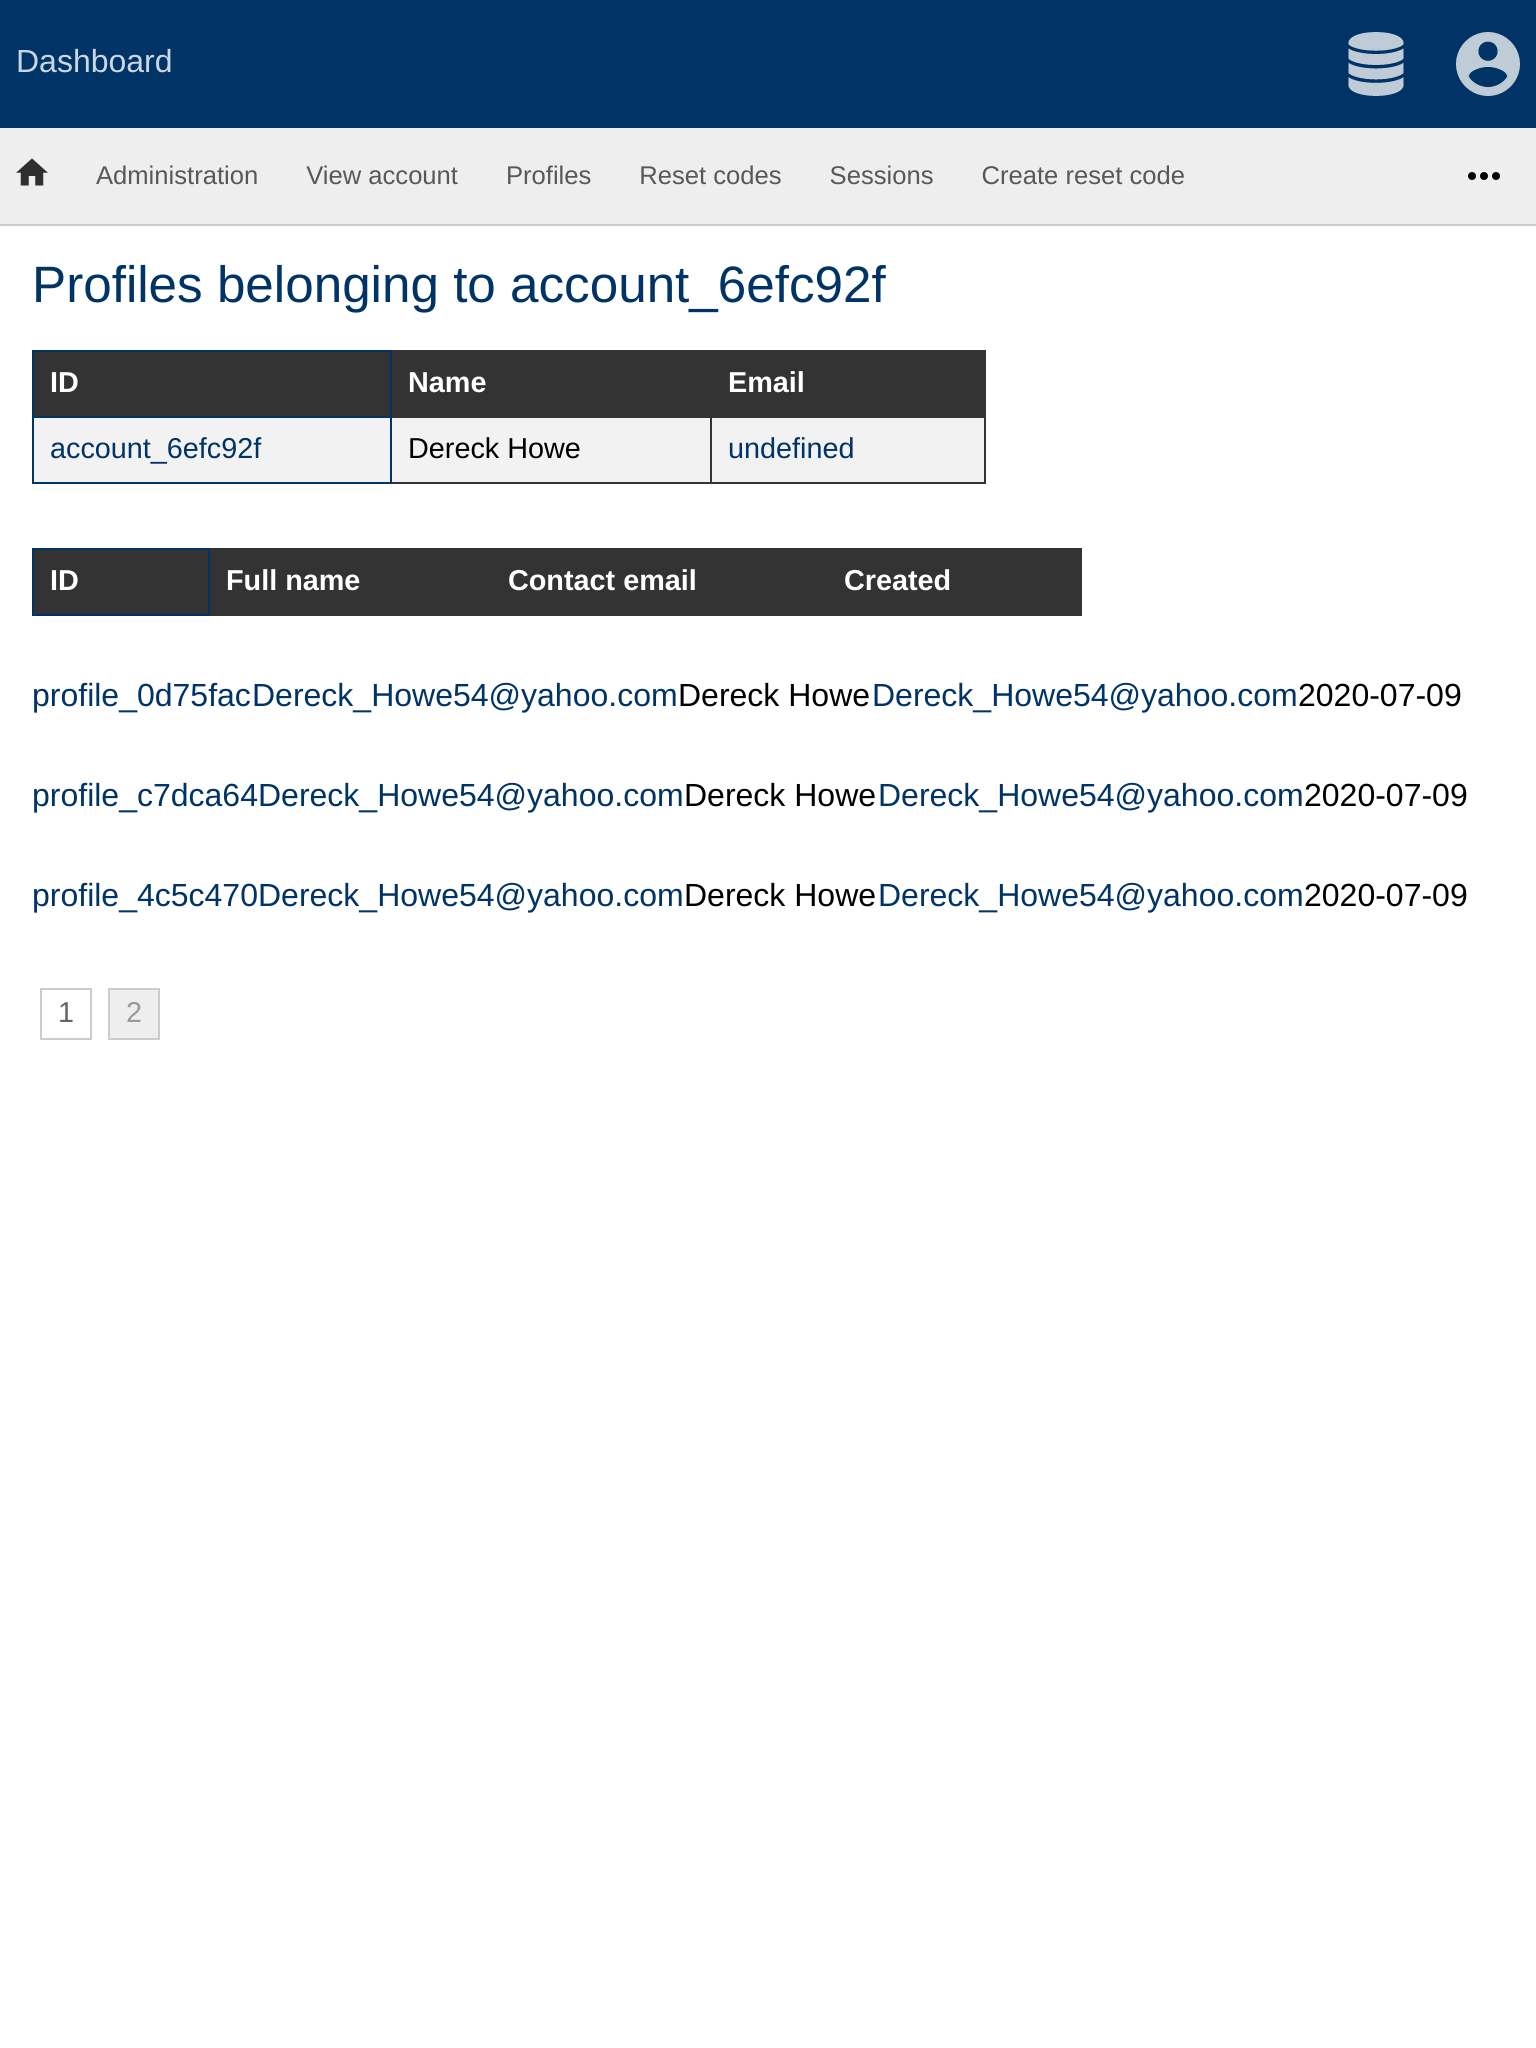 Dashboard
Administration View account Profiles Reset codes Sessions Create reset code
Profiles belonging to account_6efc92f
ID Name Email
account_6efc92f Dereck Howe undefined
ID Full name Contact email Created
profile_0d75facDereck_Howe54@yahoo.comDereck HoweDereck_Howe54@yahoo.com2020-07-09
profile_c7dca64Dereck_Howe54@yahoo.comDereck HoweDereck_Howe54@yahoo.com2020-07-09
profile_4c5c470Dereck_Howe54@yahoo.comDereck HoweDereck_Howe54@yahoo.com2020-07-09
1 2